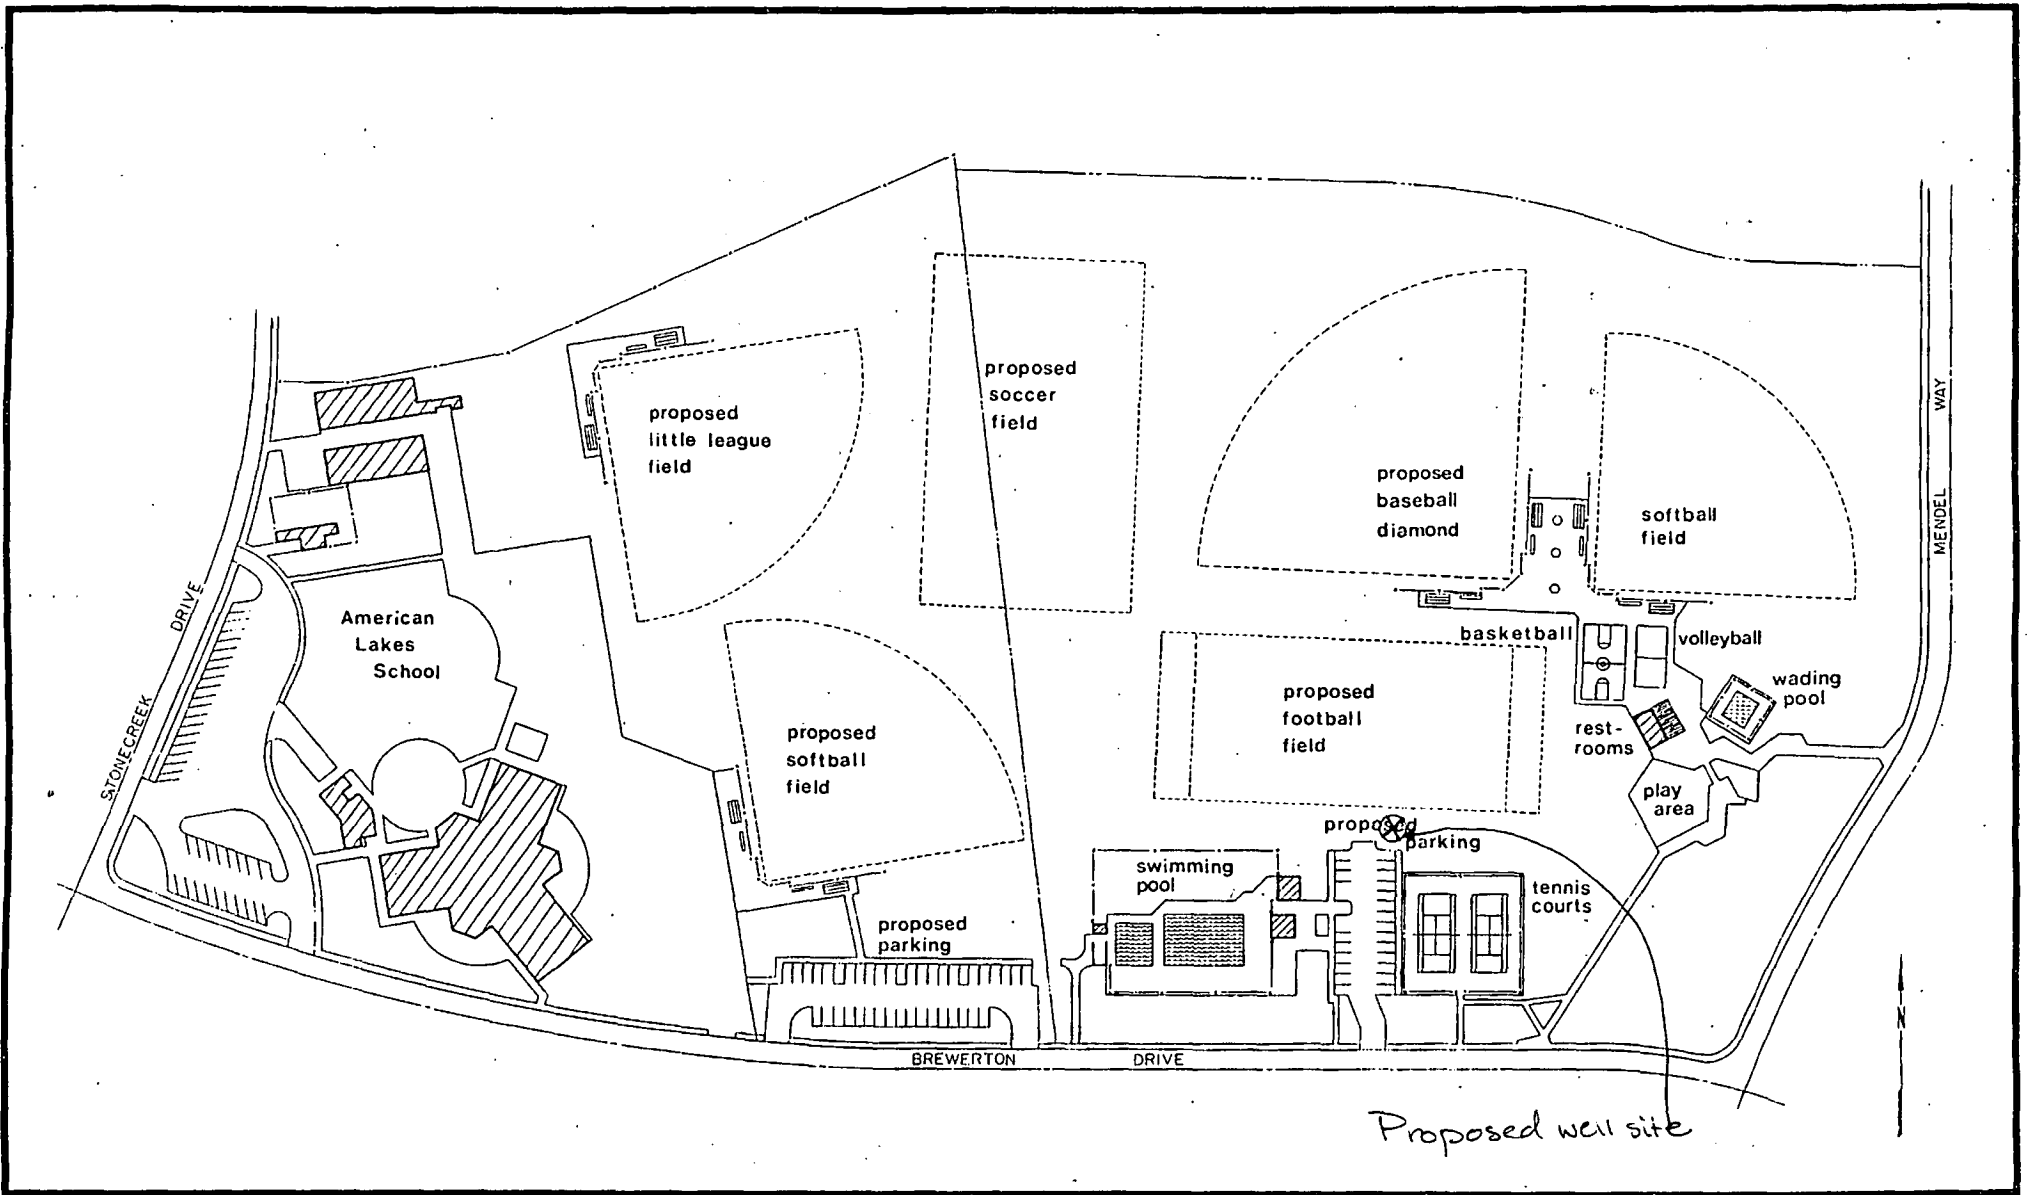 proposed
soccer
field
proposed
little league
field
proposed
baseball
diamond
softball
field
MENDEL WAY
American
Lakes
School
STONECREEK DRIVE
basketball
volleyball
wading
pool
proposed
football
field
rest-
rooms
proposed
softball
field
play
area
proposed
parking
swimming
pool
tennis
courts
proposed
parking
BREWERTON DRIVE
N
Proposed well site